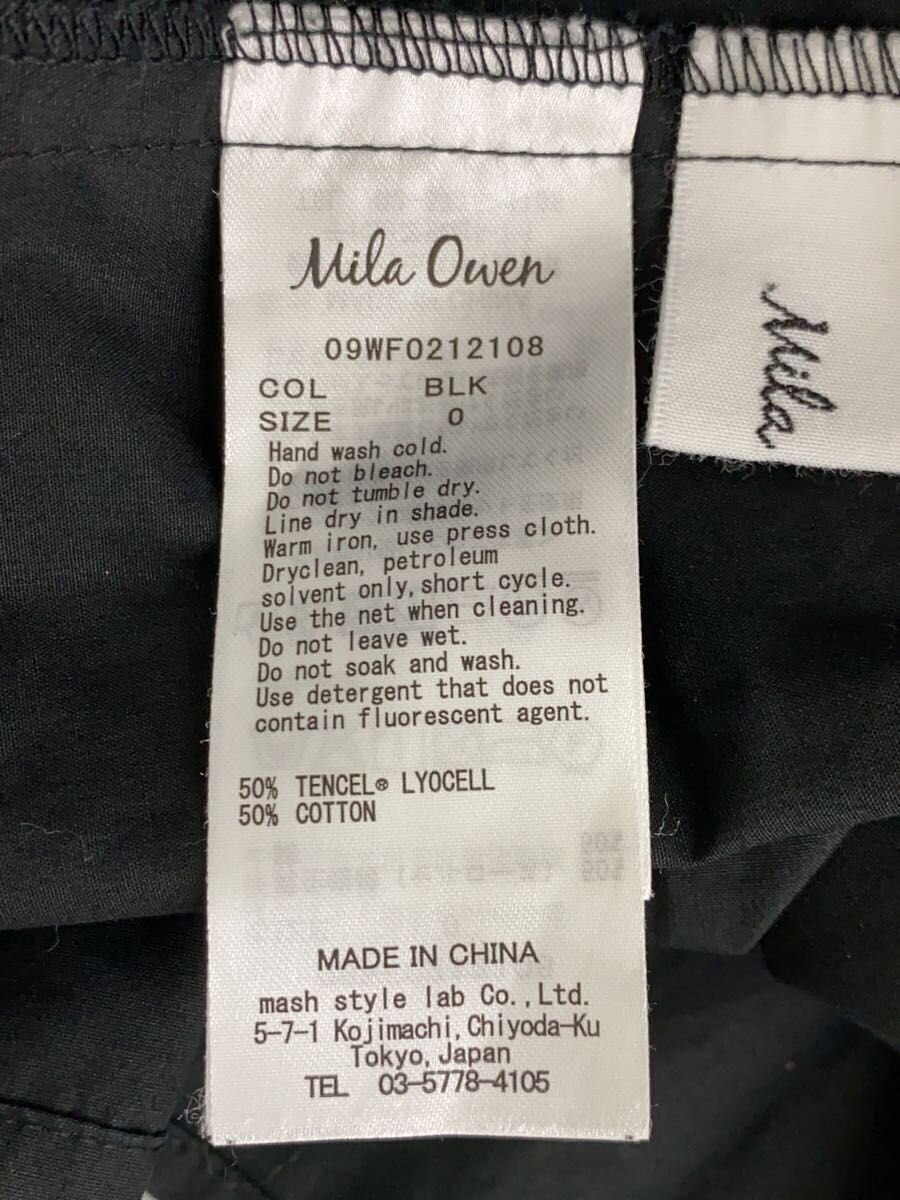 Mila Owen
09WF0212108
COL BLK
SIZE 0
Hand wash cold.
Do not bleach.
Do not tumble dry.
Line dry in shade.
Warm iron, use press cloth.
Dryclean, petroleum
solvent only,short cycle.
Use the net when cleaning.
Do not leave wet.
Do not soak and wash.
Use detergent that does not
contain fluorescent agent.
50% TENCEL® LYOCELL
50% COTTON
MADE IN CHINA
mash style lab Co.,Ltd.
5-7-1 Kojimachi,Chiyoda-Ku
Tokyo,Japan
TEL 03-5778-4105
Mila